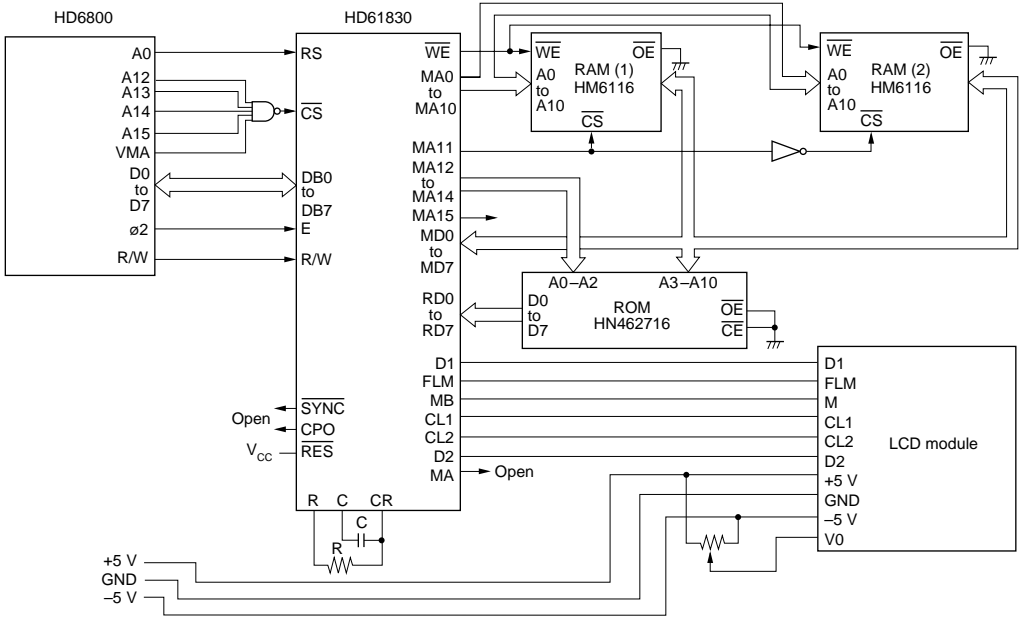 HD6800
A0
A12
A13
A14
A15
VMA
D0
to
D7
ø2
R/W
HD61830
RS
CS
DB0
to
DB7
E
R/W
SYNC
CPO
RES
Open
VCC
R
C
CR
C
R
WE
MA0
to
MA10
MA11
MA12
to
MA14
MA15
MD0
to
MD7
RD0
to
RD7
D1
FLM
MB
CL1
CL2
D2
MA
Open
WE
OE
A0
to
A10
RAM (1)
HM6116
CS
WE
OE
A0
to
A10
RAM (2)
HM6116
CS
A0–A2
A3–A10
D0
to
D7
ROM
HN462716
OE
CE
D1
FLM
M
CL1
CL2
D2
+5 V
GND
–5 V
V0
LCD module
+5 V
GND
–5 V